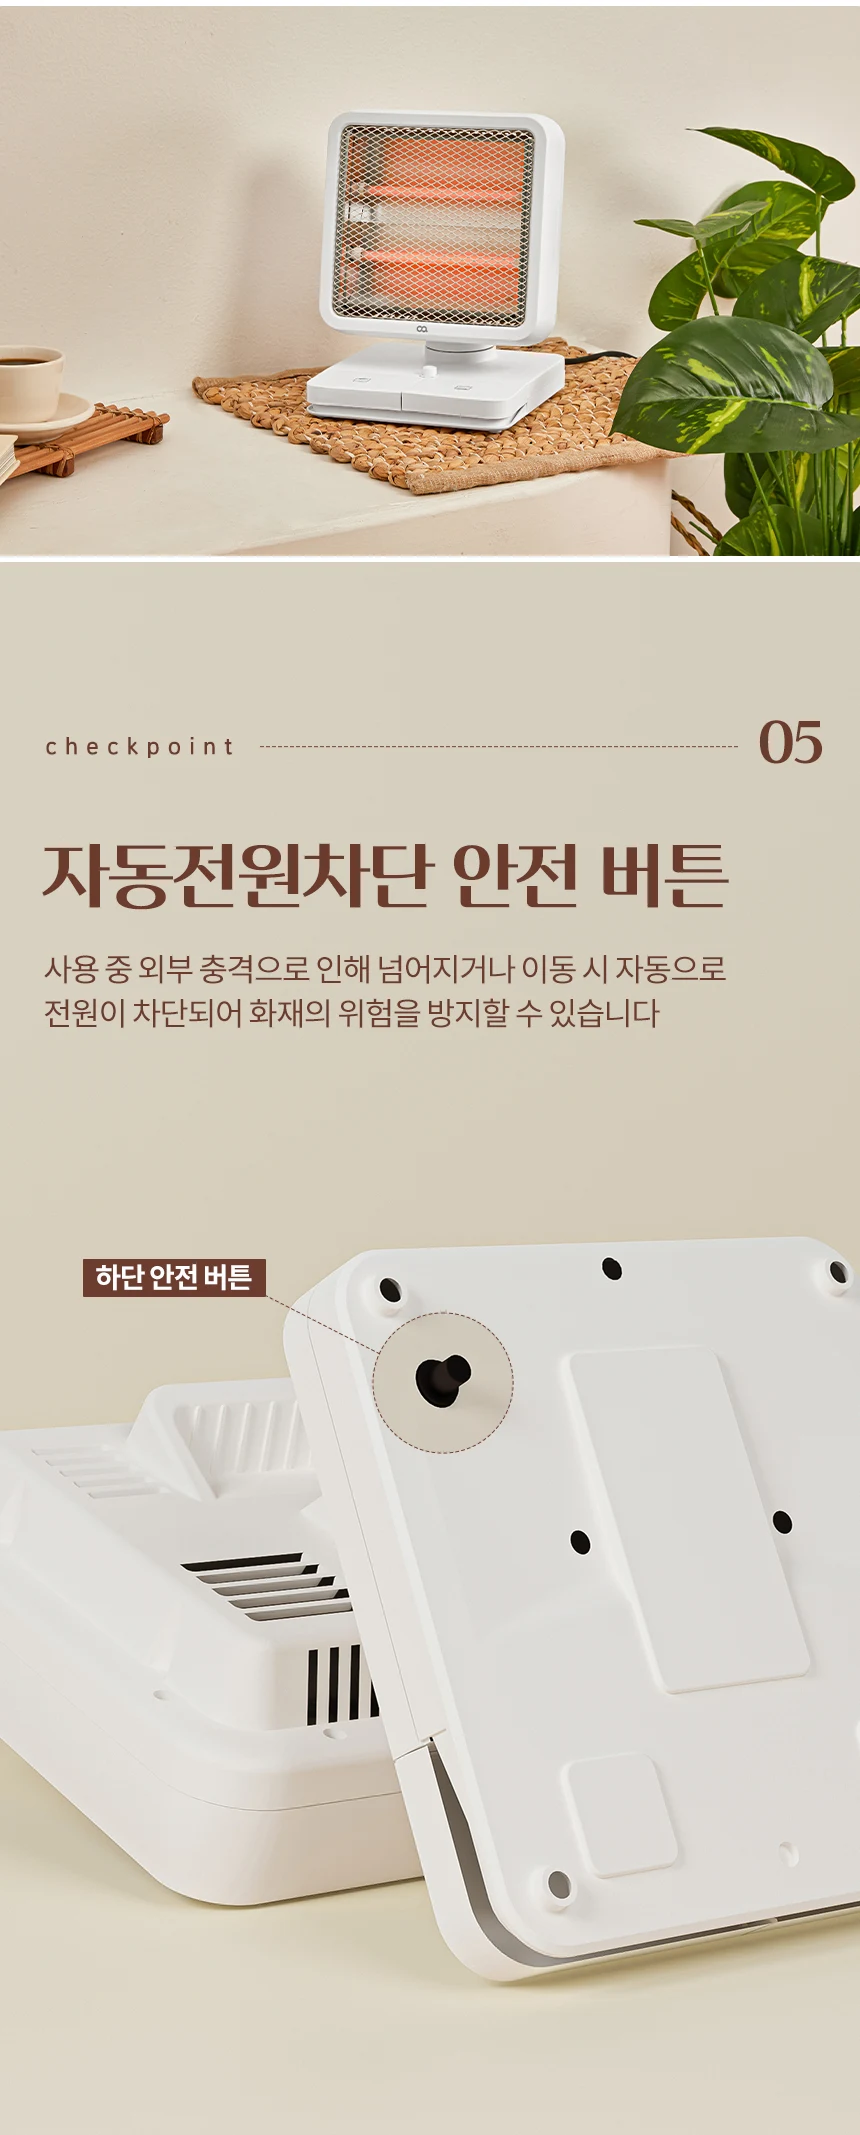 oa
checkpoint 05
자동전원차단 안전 버튼
사용 중 외부 충격으로 인해 넘어지거나 이동 시 자동으로
전원이 차단되어 화재의 위험을 방지할 수 있습니다
하단 안전 버튼